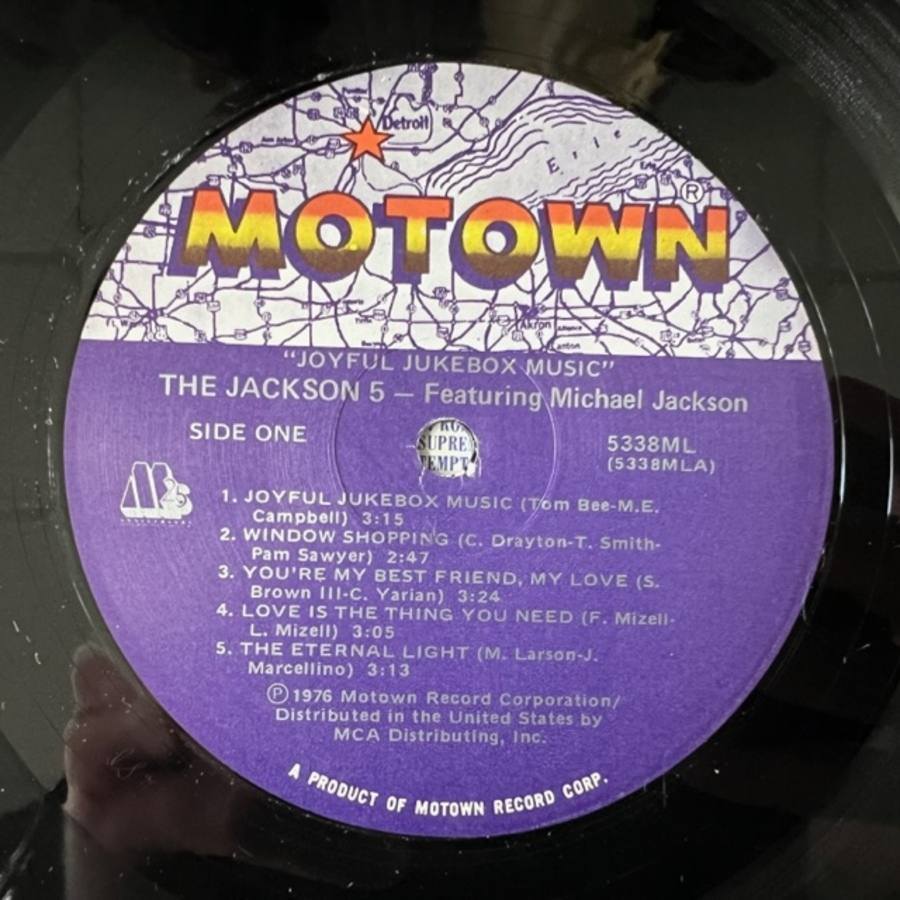 Detroit
Erie
MOTOWN®
Akron
"JOYFUL JUKEBOX MUSIC"
THE JACKSON 5 — Featuring Michael Jackson
SIDE ONE
5338ML
(5338MLA)
SUPRE
TEMPT
1. JOYFUL JUKEBOX MUSIC (Tom Bee-M.E.
Campbell) 3:15
2. WINDOW SHOPPING (C. Drayton-T. Smith-
Pam Sawyer) 2:47
3. YOU'RE MY BEST FRIEND, MY LOVE (S.
Brown III-C. Yarian) 3:24
4. LOVE IS THE THING YOU NEED (F. Mizell-
L. Mizell) 3:05
5. THE ETERNAL LIGHT (M. Larson-J.
Marcellino) 3:13
℗ 1976 Motown Record Corporation/
Distributed in the United States by
MCA Distributing, Inc.
A PRODUCT OF MOTOWN RECORD CORP.